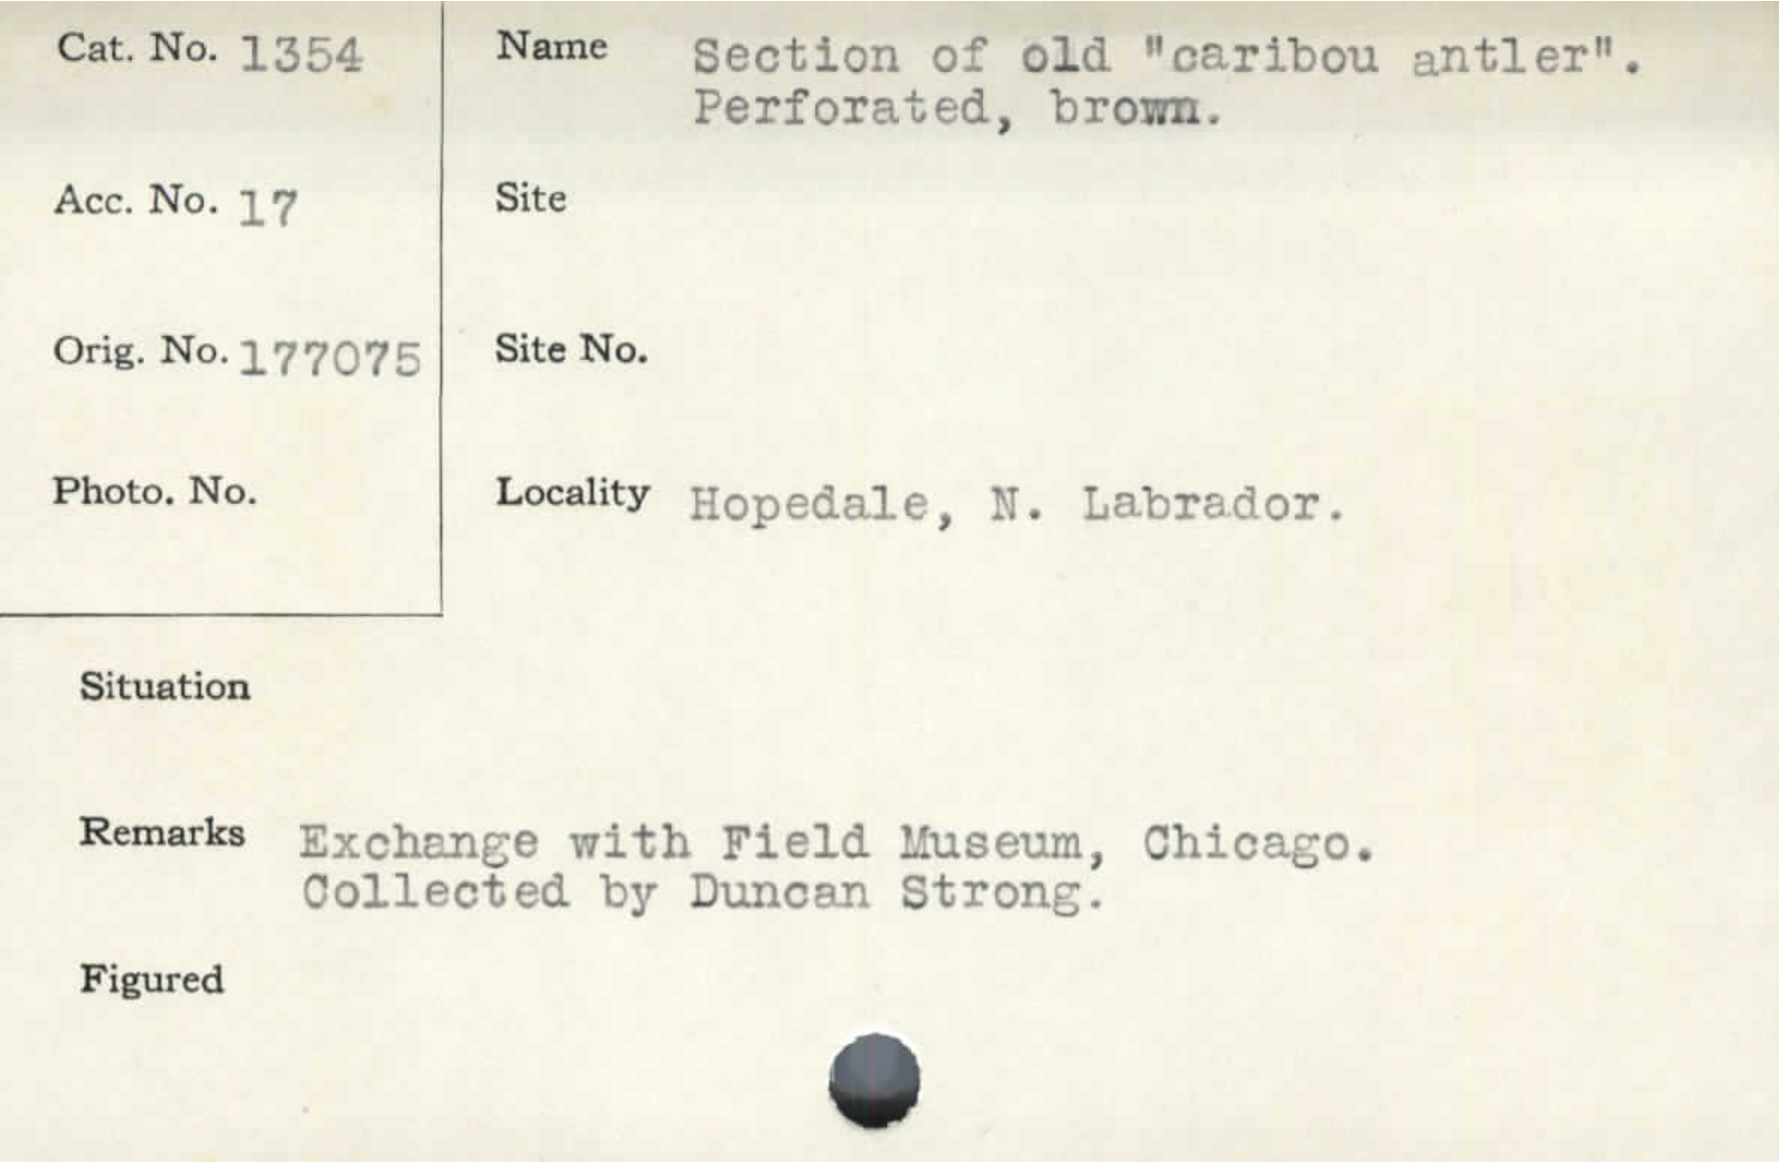 Cat. No. 1354
Name Section of old "caribou antler".
Perforated, brown.
Acc. No. 17
Site
Orig. No. 177075
Site No.
Photo. No.
Locality Hopedale, N. Labrador.
Situation
Remarks Exchange with Field Museum, Chicago.
Collected by Duncan Strong.
Figured